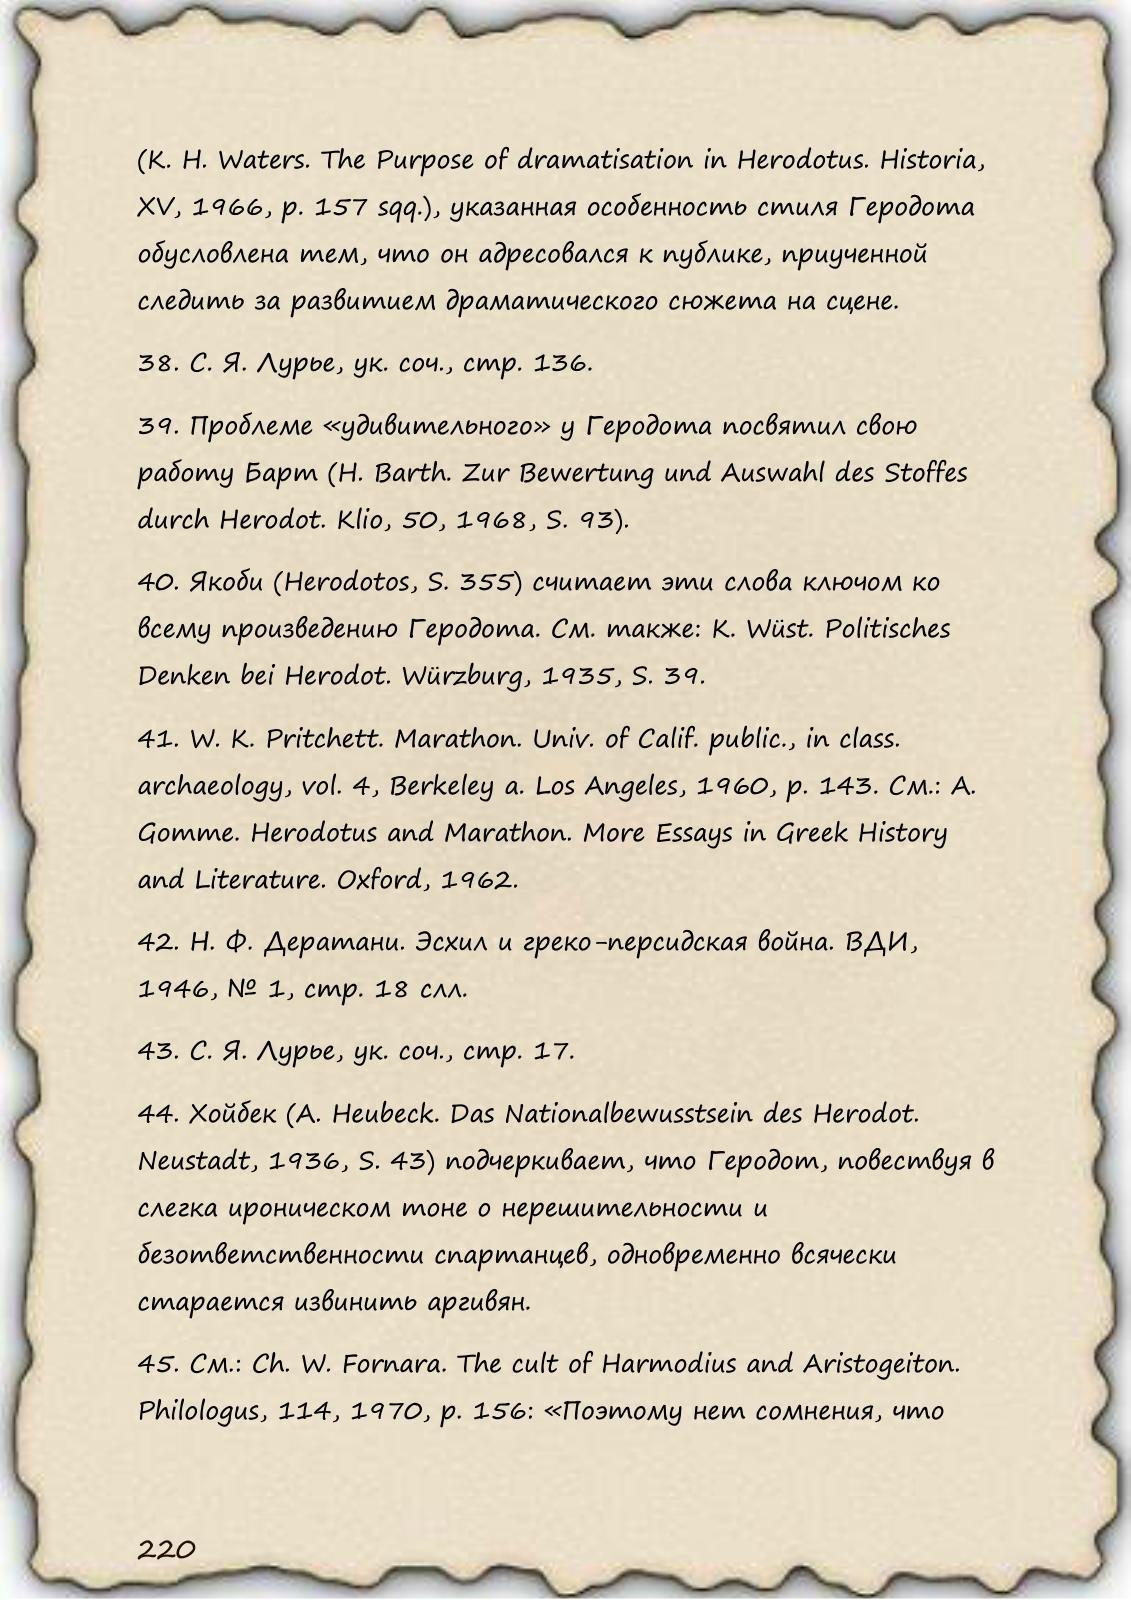 (K. H. Waters. The Purpose of dramatisation in Herodotus. Historia,
XV, 1966, p. 157 sqq.), указанная особенность стиля Геродота
обусловлена тем, что он адресовался к публике, приученной
следить за развитием драматического сюжета на сцене.
38. С. Я. Лурье, ук. соч., стр. 136.
39. Проблеме «удивительного» у Геродота посвятил свою
работу Барт (H. Barth. Zur Bewertung und Auswahl des Stoffes
durch Herodot. Klio, 50, 1968, S. 93).
40. Якоби (Herodotos, S. 355) считает эти слова ключом ко
всему произведению Геродота. См. также: K. Wüst. Politisches
Denken bei Herodot. Würzburg, 1935, S. 39.
41. W. K. Pritchett. Marathon. Univ. of Calif. public., in class.
archaeology, vol. 4, Berkeley a. Los Angeles, 1960, p. 143. См.: A.
Gomme. Herodotus and Marathon. More Essays in Greek History
and Literature. Oxford, 1962.
42. Н. Ф. Дератани. Эсхил и греко-персидская война. ВДИ,
1946, № 1, стр. 18 слл.
43. С. Я. Лурье, ук. соч., стр. 17.
44. Хойбек (A. Heubeck. Das Nationalbewusstsein des Herodot.
Neustadt, 1936, S. 43) подчеркивает, что Геродот, повествуя в
слегка ироническом тоне о нерешительности и
безответственности спартанцев, одновременно всячески
старается извинить аргивян.
45. См.: Ch. W. Fornara. The cult of Harmodius and Aristogeiton.
Philologus, 114, 1970, p. 156: «Поэтому нет сомнения, что
220